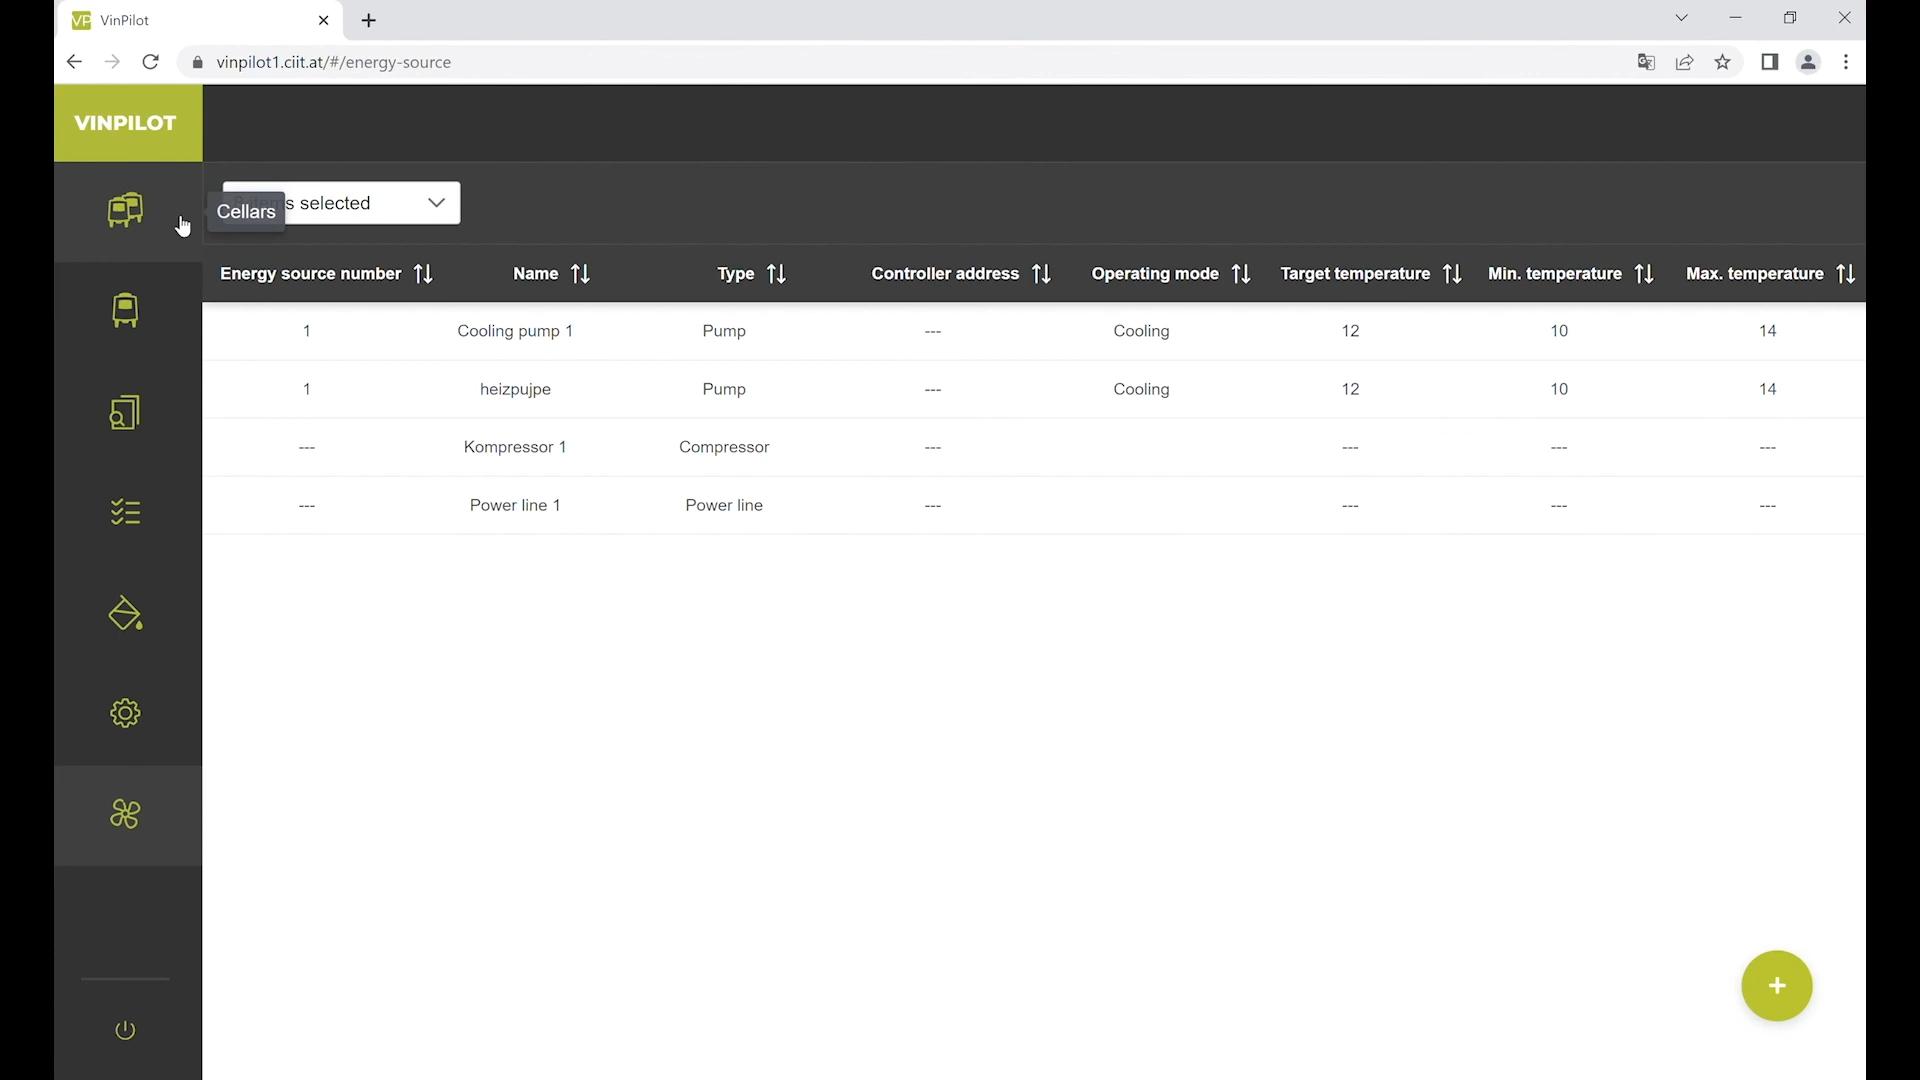 VP VinPilot
vinpilot1.ciit.at/#/energy-source
VINPILOT
Cellars
s selected
Energy source number Name Type Controller address Operating mode Target temperature Min. temperature Max. temperature
1 Cooling pump 1 Pump --- Cooling 12 10 14
1 heizpujpe Pump --- Cooling 12 10 14
--- Kompressor 1 Compressor --- --- --- ---
--- Power line 1 Power line --- --- --- ---
+